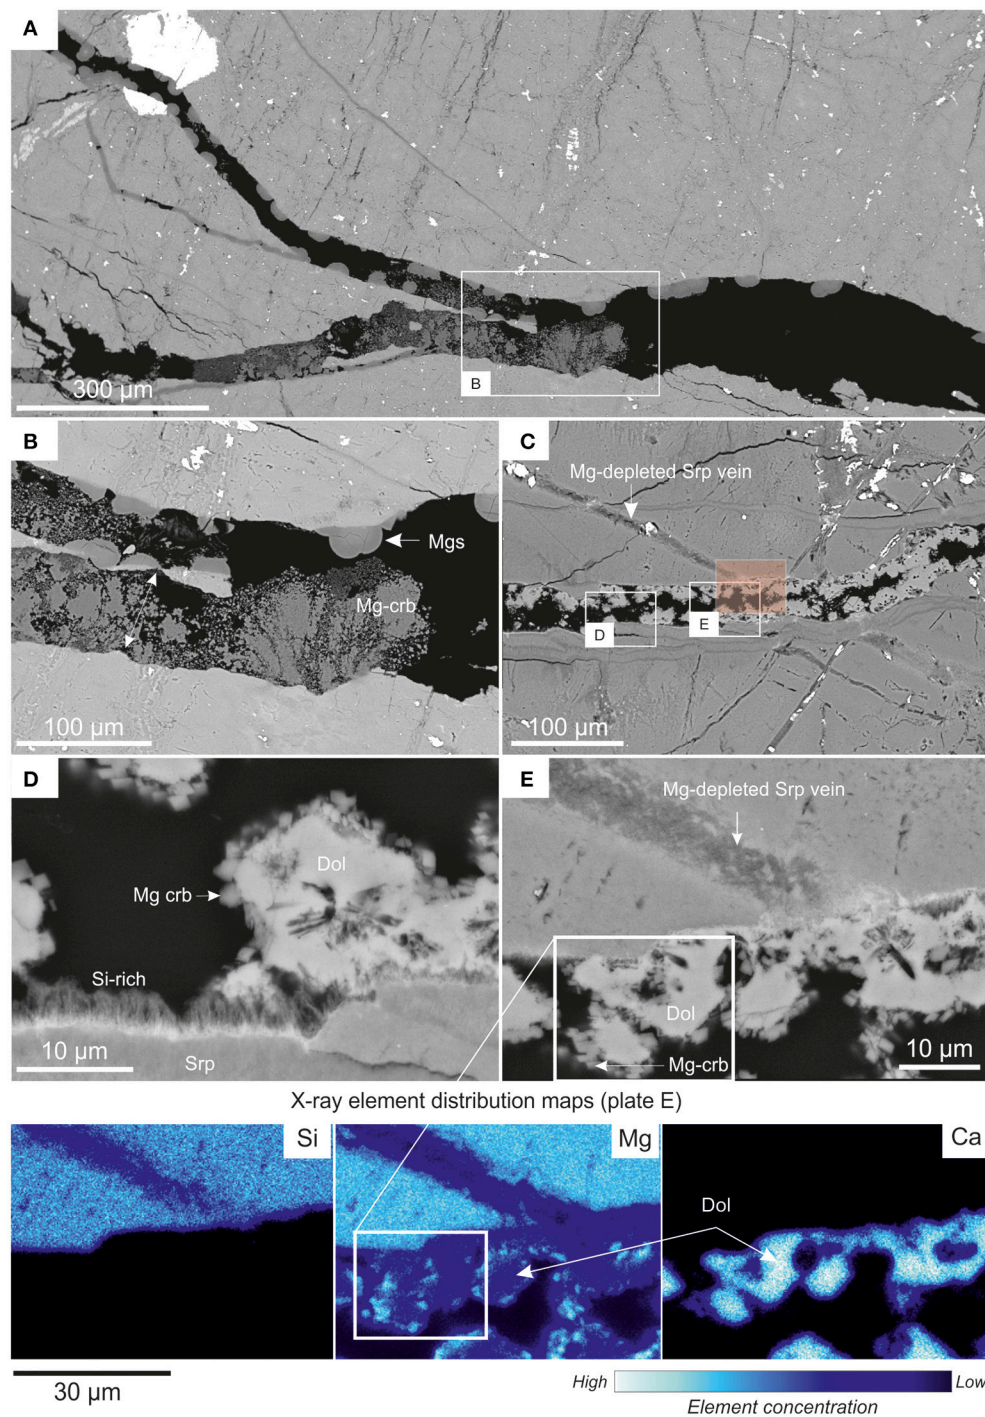 A
B
300 µm
B
Mgs
Mg-crb
100 µm
C
Mg-depleted Srp vein
D
E
100 µm
D
Dol
Mg crb
Si-rich
10 µm
Srp
E
Mg-depleted Srp vein
Dol
Mg-crb
10 µm
X-ray element distribution maps (plate E)
Si
Mg
Ca
Dol
30 µm
High
Low
Element concentration